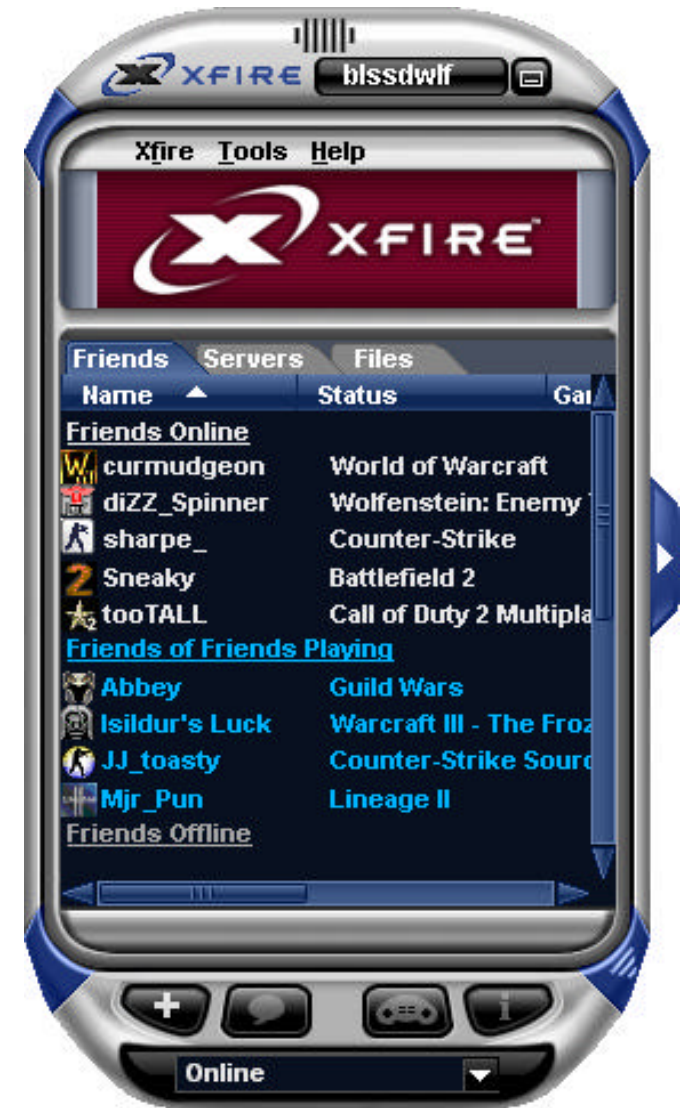 XFIRE blssdwlf
Xfire Tools Help
XFIRE™
Friends Servers Files
Name Status
Friends Online
curmudgeon World of Warcraft
diZZ_Spinner Wolfenstein: Enemy
sharpe_ Counter-Strike
Sneaky Battlefield 2
tooTALL Call of Duty 2 Multipla
Friends of Friends Playing
Abbey Guild Wars
Isildur's Luck Warcraft III - The Froz
JJ_toasty Counter-Strike Sourc
Mjr_Pun Lineage II
Friends Offline
Online